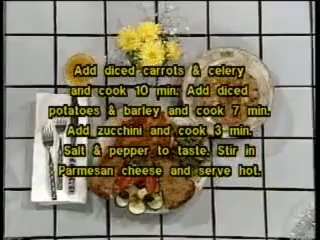 Add diced carrots & celery
and cook 10 min. Add diced
potatoes & barley and cook 7 min.
Add zucchini and cook 3 min.
Salt & pepper to taste. Stir in
Parmesan cheese and serve hot.